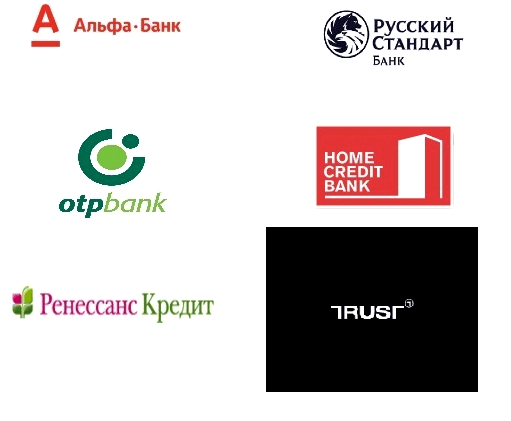 А
Альфа·Банк
Русский
Стандарт
Банк
otpbank
HOME
CREDIT
BANK
Ренессанс Кредит
TRUST